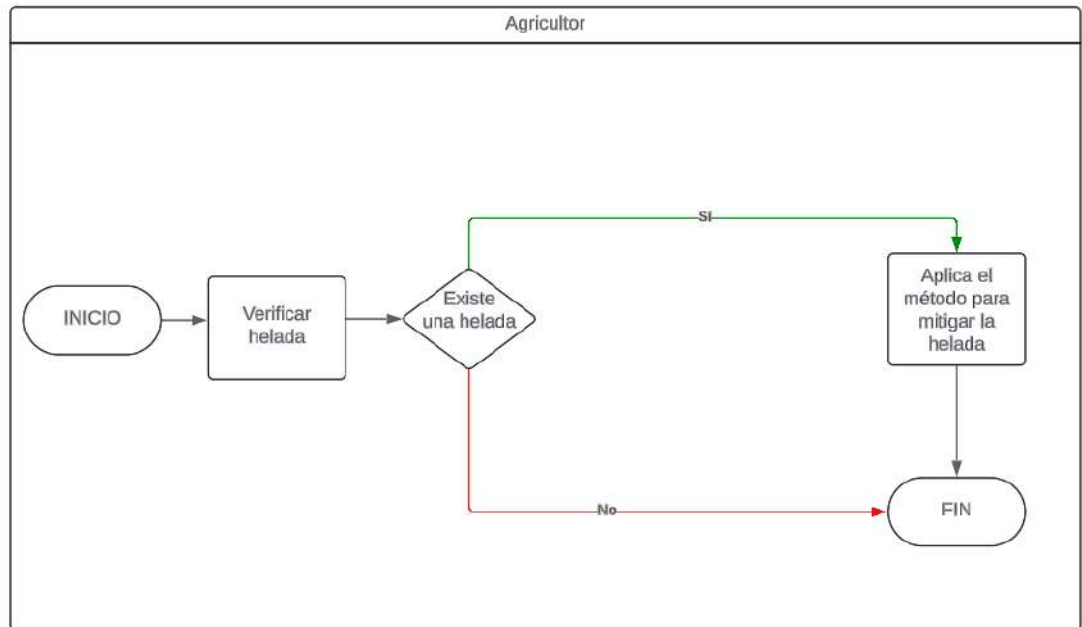 Agricultor
Si
INICIO
Verificar
helada
Existe
una helada
Aplica el
método para
mitigar la
helada
No
FIN